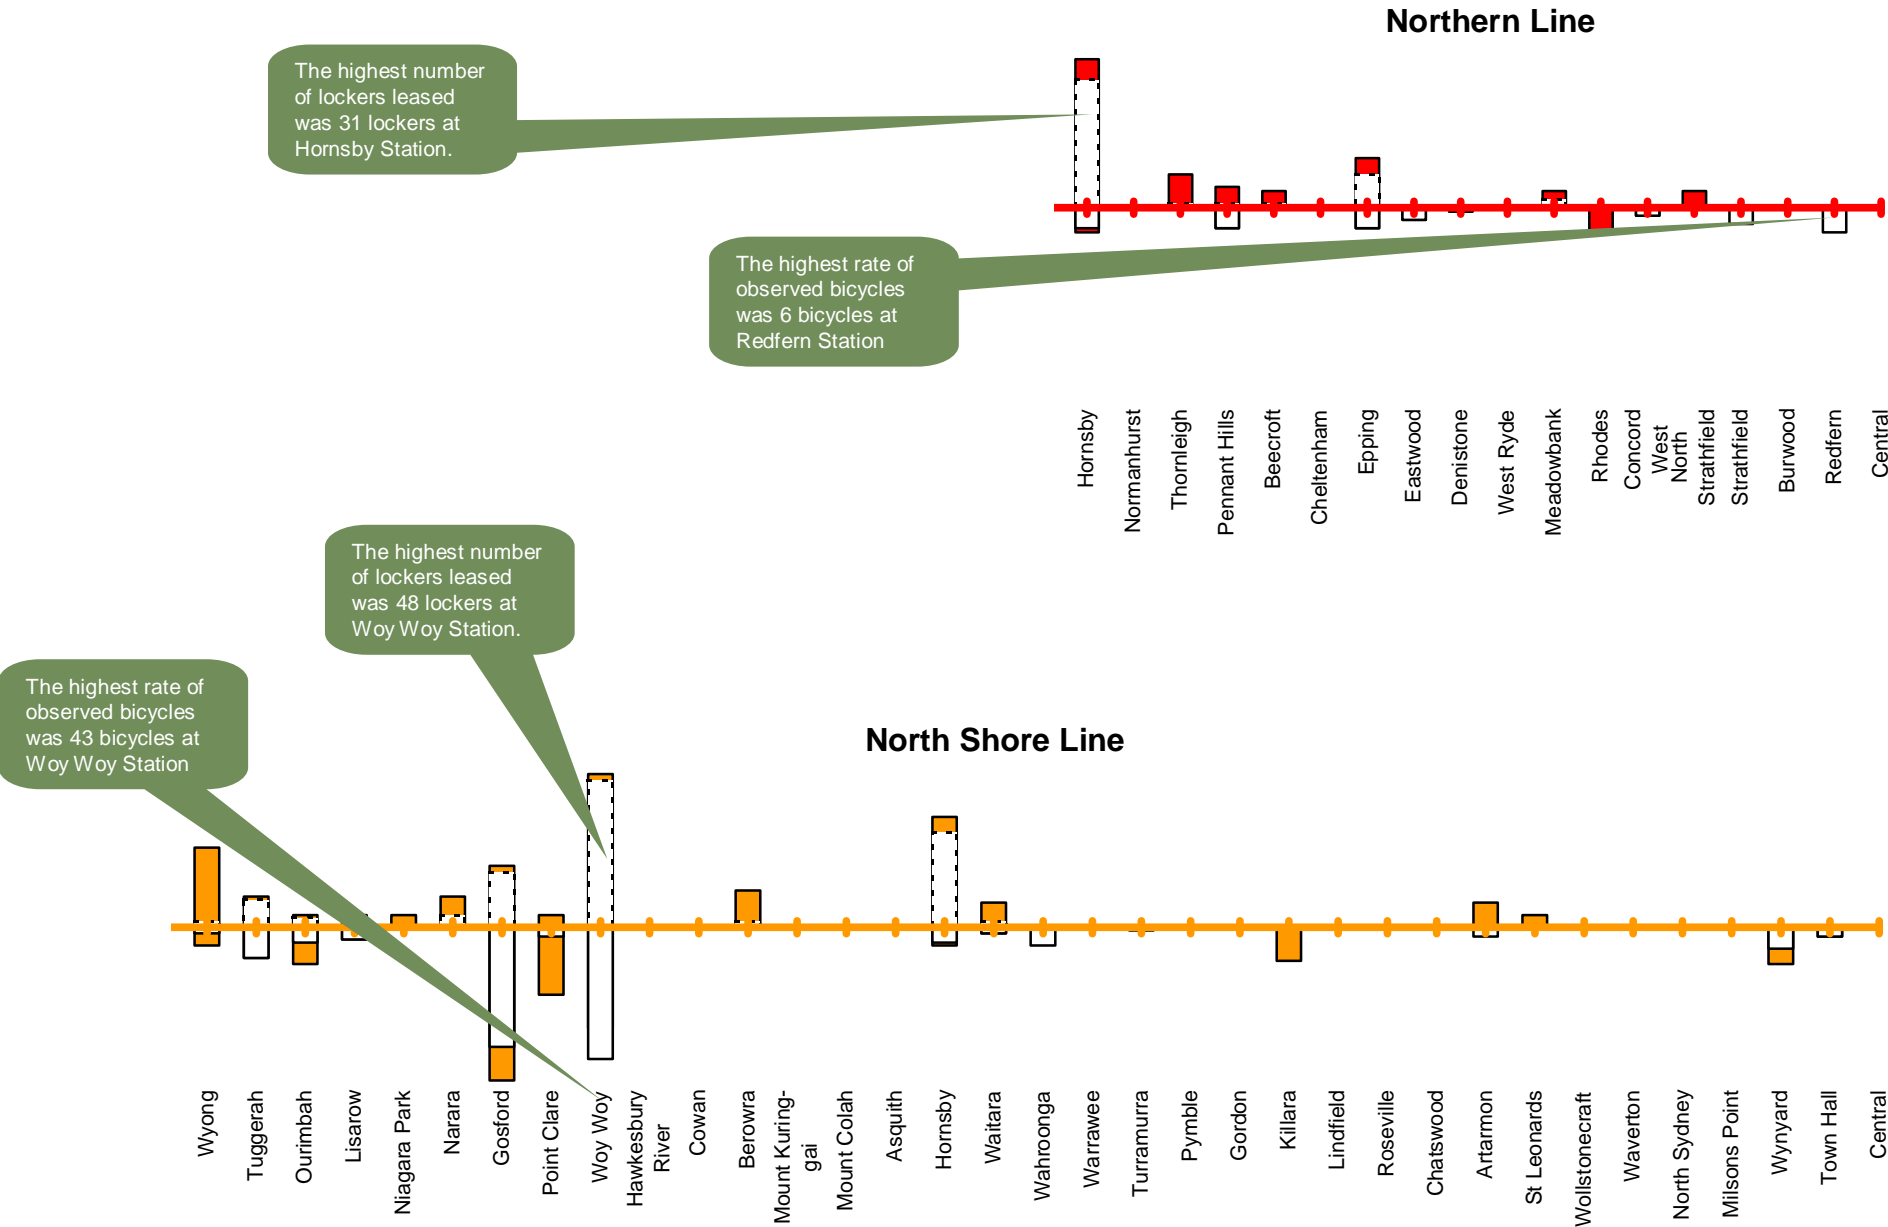 Northern Line
The highest number
of lockers leased
was 31 lockers at
Hornsby Station.
The highest rate of
observed bicycles
was 6 bicycles at
Redfern Station
Hornsby
Normanhurst
Thornleigh
Pennant Hills
Beecroft
Cheltenham
Epping
Eastwood
Denistone
West Ryde
Meadowbank
Rhodes
Concord
West
North
Strathfield
Strathfield
Burwood
Redfern
Central
The highest number
of lockers leased
was 48 lockers at
Woy Woy Station.
The highest rate of
observed bicycles
was 43 bicycles at
Woy Woy Station
North Shore Line
Wyong
Tuggerah
Ourimbah
Lisarow
Niagara Park
Narara
Gosford
Point Clare
Woy Woy
Hawkesbury
River
Cowan
Berowra
Mount Kuring-
gai
Mount Colah
Asquith
Hornsby
Waitara
Wahroonga
Warrawee
Turramurra
Pymble
Gordon
Killara
Lindfield
Roseville
Chatswood
Artarmon
St Leonards
Wollstonecraft
Waverton
North Sydney
Milsons Point
Wynyard
Town Hall
Central